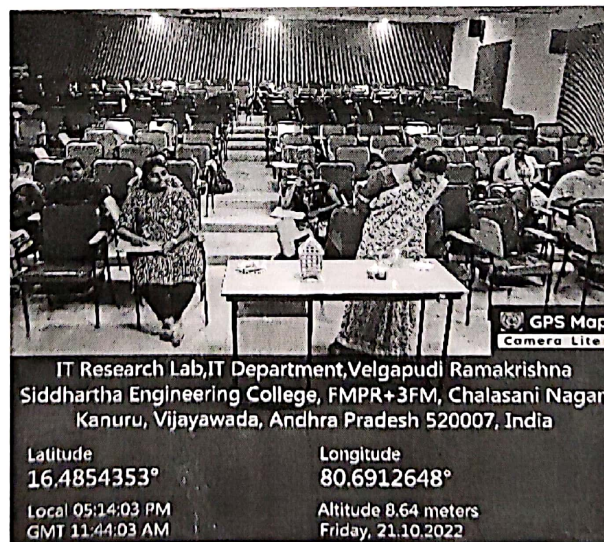 GPS Map
Camera Lite
IT Research Lab,IT Department,Velgapudi Ramakrishna
Siddhartha Engineering College, FMPR+3FM, Chalasani Nagar
Kanuru, Vijayawada, Andhra Pradesh 520007, India
Latitude
16.4854353°
Longitude
80.6912648°
Local 05:14:03 PM
GMT 11:44:03 AM
Altitude 8.64 meters
Friday, 21.10.2022